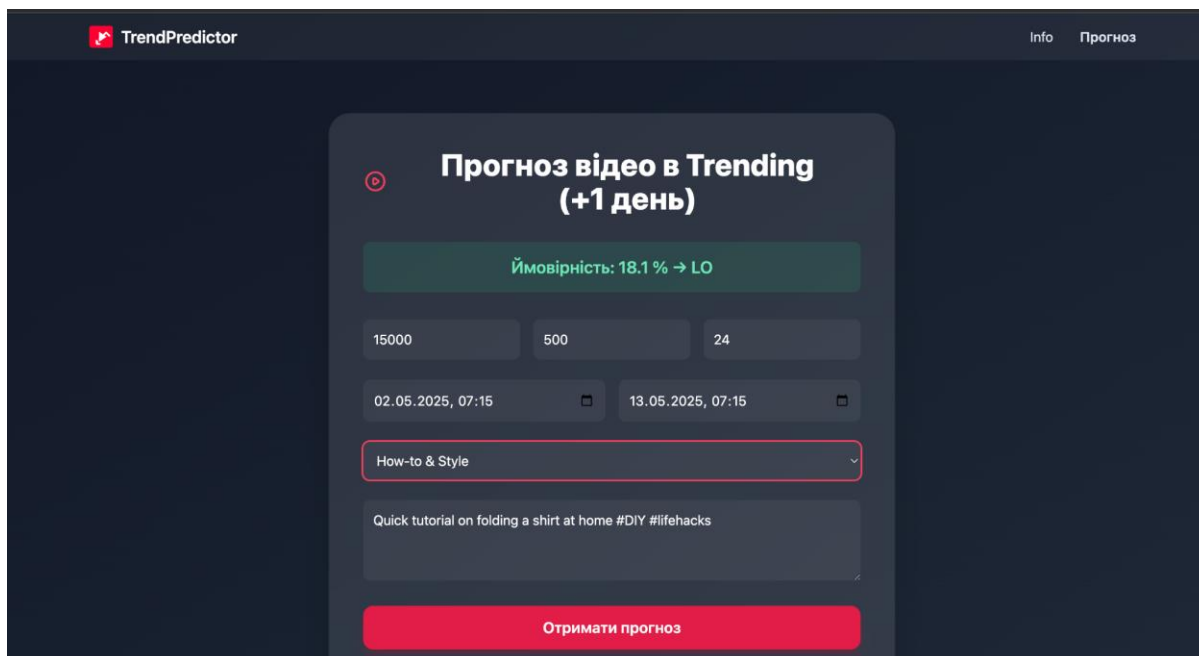 TrendPredictor
Info Прогноз
Прогноз відео в Trending
(+1 день)
Ймовірність: 18.1 % → LO
15000 500 24
02.05.2025, 07:15 13.05.2025, 07:15
How-to & Style
Quick tutorial on folding a shirt at home #DIY #lifehacks
Отримати прогноз